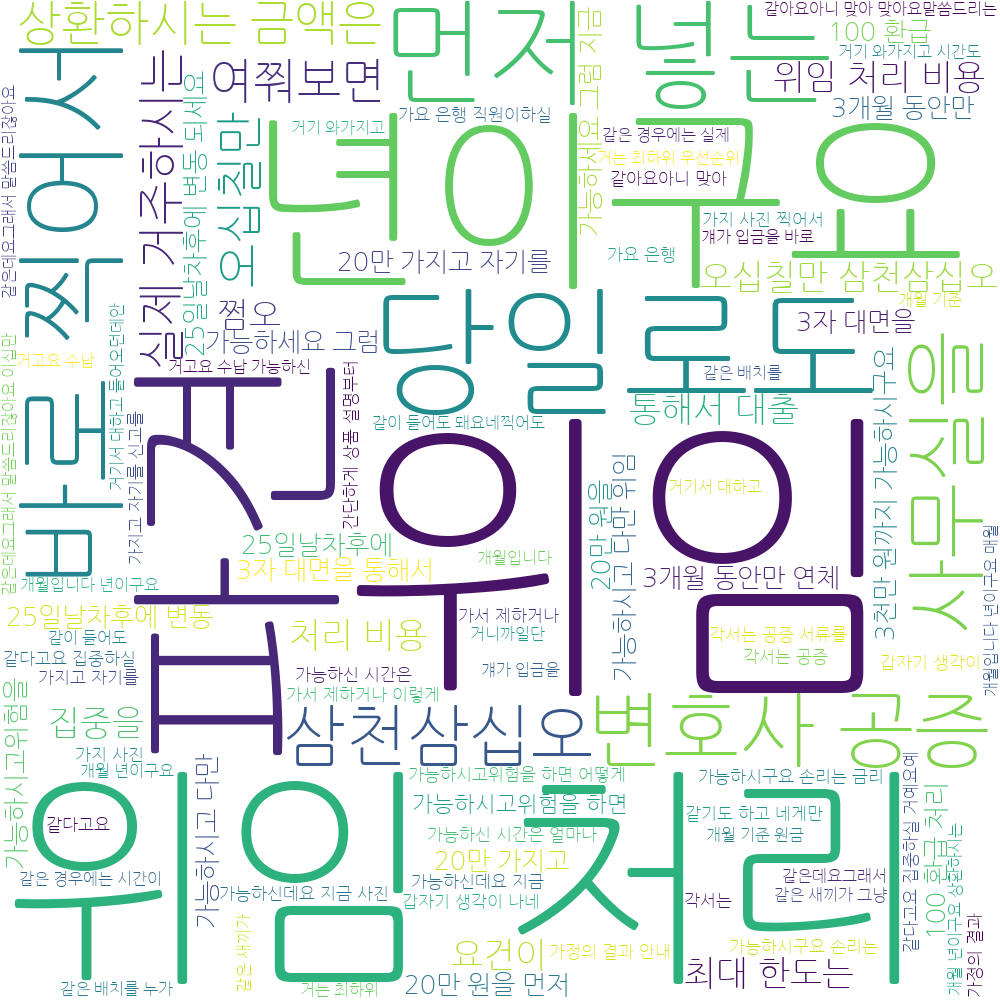 상환하시는 금액은
먼저
넣는
같아요아니 맞아 맞아요말씀드리는
100 환급
거기 와가지고 시간도
위임 처리 비용
3개월 동안만
바로 찍어서
같은데요그래서 말씀드리잖아요
실제 거주하시는
25일날차후에 변동 되세요
여쭤보면
오십칠만
거기 와가지고
가요 은행 직원이하실
가능하세요 그럼 지금
같은 경우에는 실제
거는 최하위 우선순위
같아요아니 맞아
년이구요
가지 사진 찍어서
걔가 입금을 바로
가요 은행
20만 가지고 자기를
오십칠만 삼천삼십오
개월 기준
쩜오
가능하세요 그럼
당일로도
3자 대면을
거고요 수납
거고요 수납 가능하신
같은 배치를
파견
같이 들어도 돼요네찍어도
통해서 대출
사무실을
같은데요그래서 말씀드리잖아요 이십만
거기서 대하고 들어오던데안
가지고 자기를 신고를
간단하게 상품 설명부터
위임
거기서 대하고
3천만 원까지 가능하시구요
25일날차후에
20만 원을
가능하시고 다만 위임
개월입니다
3자 대면을 통해서
3개월 동안만 연체
개월입니다 년이구요
개월입니다 년이구요 매월
25일날차후에 변동
가서 제하거나
처리 비용
거니까일단
각서는 공증 서류를
같이 들어도
같다고요 집중하실
각서는 공증
갑자기 생각이
가지고 자기를
가능하신 시간은
걔가 입금을
가능하시고위험을
가서 제하거나 이렇게
집중을
삼천삼십오
변호사 공증
가지 사진
개월 년이구요
가능하시고 다만
가능하시고위험을 하면 어떻게
가능하시구요 손리는 금리
같다고요 집중하실 거예요예
위임 처리
가능하시고위험을 하면
같기도 하고 네게만
100 환급 처리
같다고요
가능하신 시간은 얼마나
개월 기준 원금
개월 년이구요 상환하시는
20만 가지고
같은 경우에는 시간이
가능하신데요 지금 사진
가능하신데요 지금
같은데요그래서
갑자기 생각이 나네
각서는
같은 새끼가 그냥
같은 새끼가
요건이
가정의 결과 안내
가능하시구요 손리는
가정의 결과
같은 배치를 누가
거는 최하위
20만 원을 먼저
최대 한도는